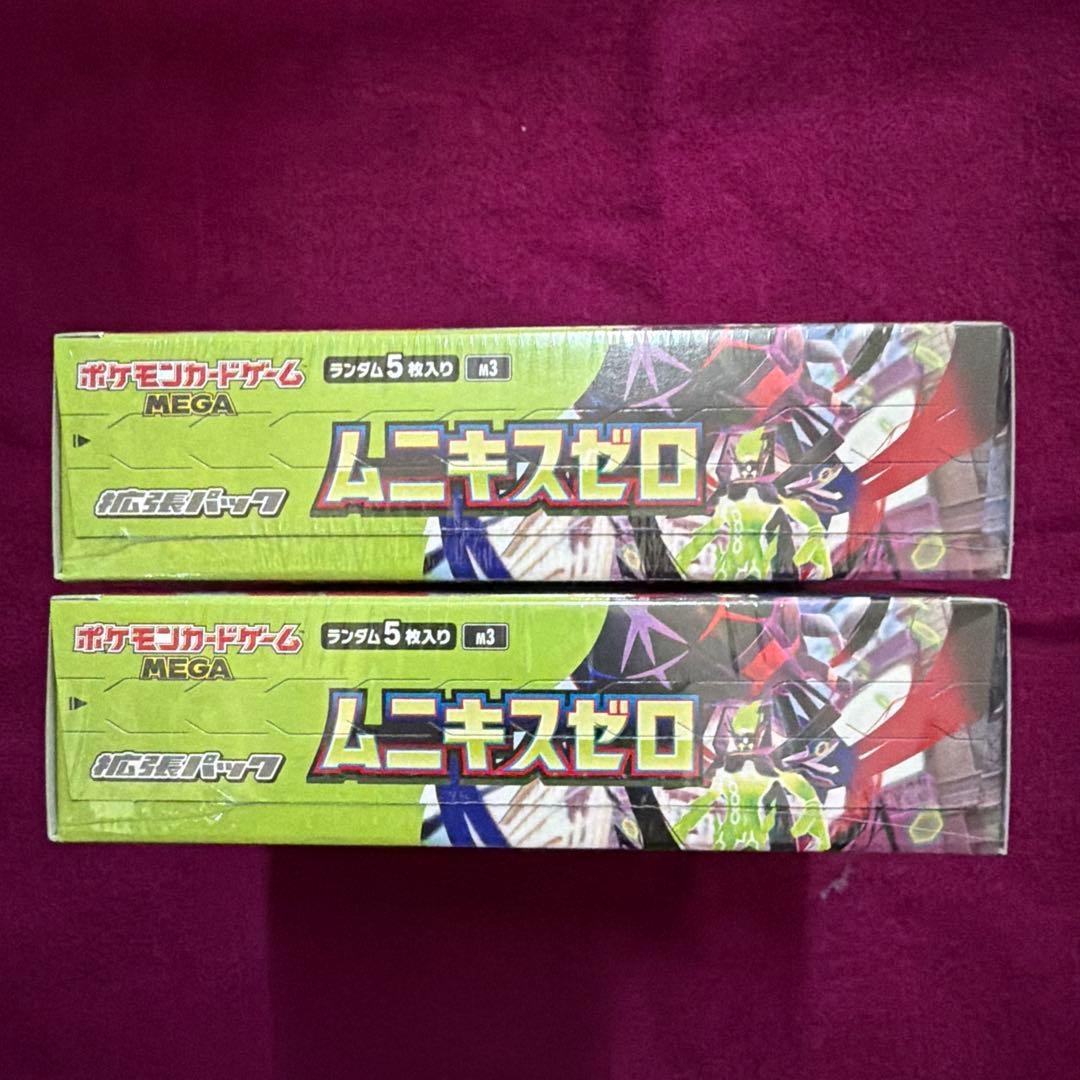 ポケモンカードゲーム
MEGA
ランダム5枚入り
M3
ムニキスゼロ
拡張パック
ポケモンカードゲーム
MEGA
ランダム5枚入り
M3
ムニキスゼロ
拡張パック